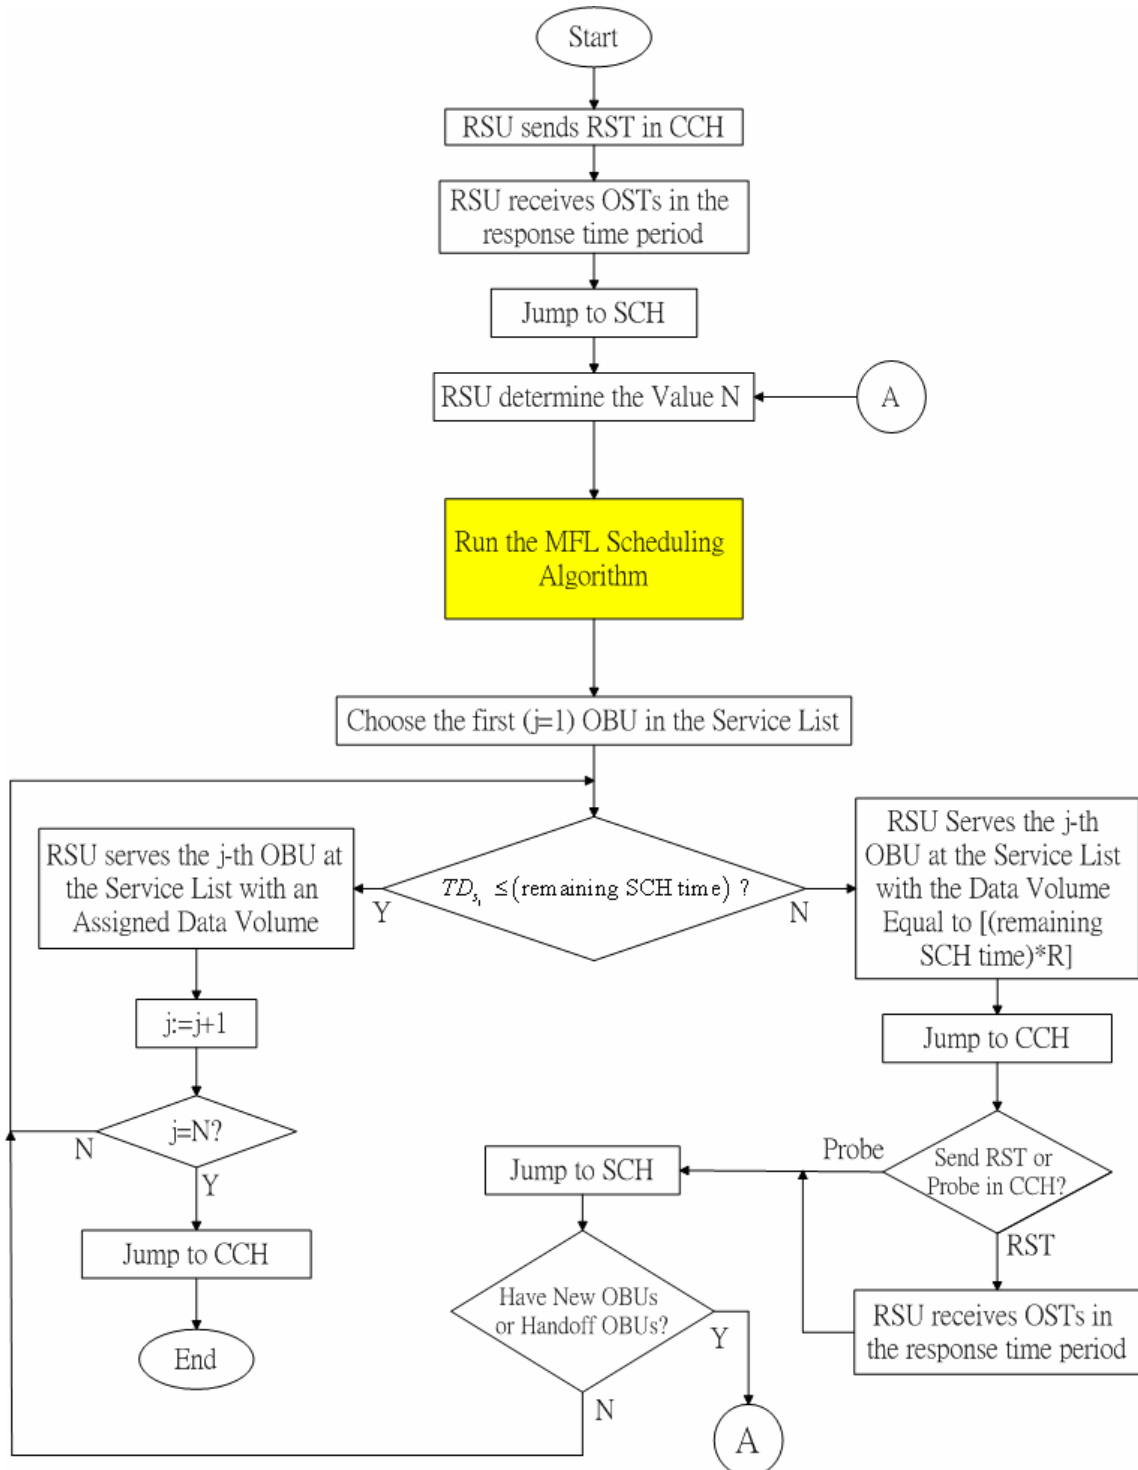 Start
RSU sends RST in CCH
RSU receives OSTs in the
response time period
Jump to SCH
RSU determine the Value N
A
Run the MFL Scheduling
Algorithm
Choose the first (j=1) OBU in the Service List
RSU serves the j-th OBU at
the Service List with an
Assigned Data Volume
Y
TD_{s_1} ≤ (remaining SCH time) ?
N
RSU Serves the j-th
OBU at the Service List
with the Data Volume
Equal to [(remaining
SCH time)*R]
j:=j+1
Jump to CCH
j=N?
N
Y
Jump to CCH
End
Send RST or
Probe in CCH?
Probe
RST
Jump to SCH
RSU receives OSTs in
the response time period
Have New OBUs
or Handoff OBUs?
Y
N
A